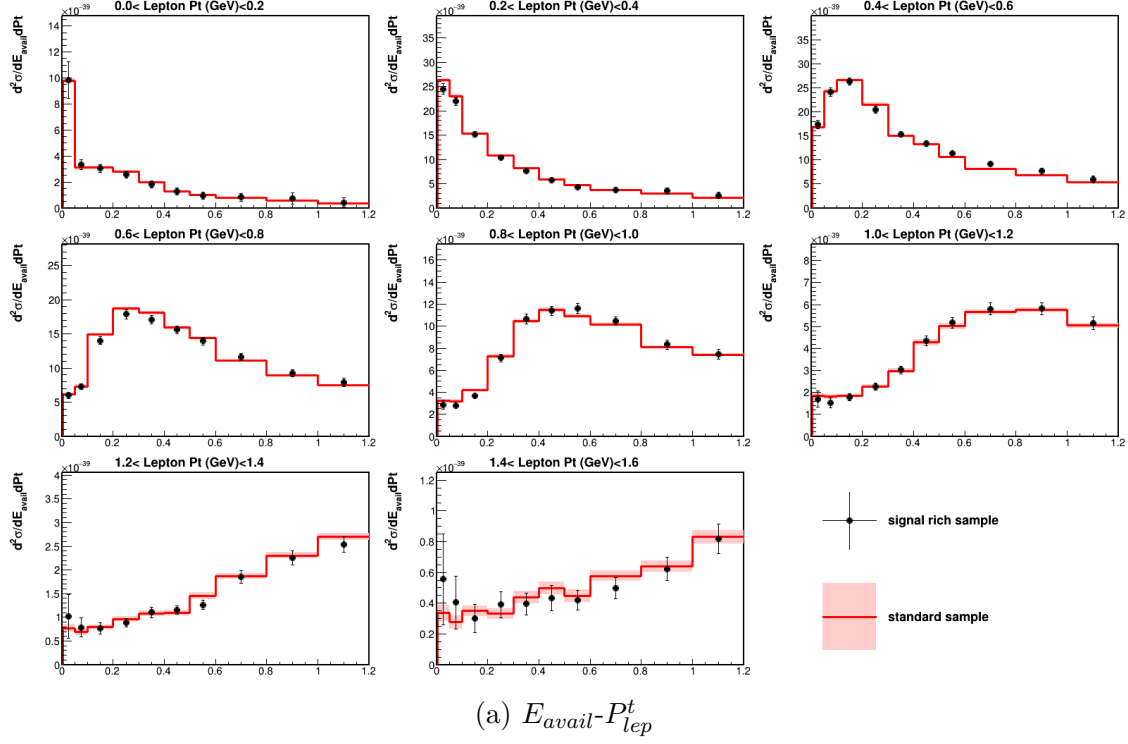 0.0< Lepton Pt (GeV)<0.2
×10⁻³⁹
d²σ/dE_avail dPt
14
12
10
8
6
4
2
0
0 0.2 0.4 0.6 0.8 1 1.2
0.2< Lepton Pt (GeV)<0.4
×10⁻³⁹
d²σ/dE_avail dPt
35
30
25
20
15
10
5
0
0 0.2 0.4 0.6 0.8 1 1.2
0.4< Lepton Pt (GeV)<0.6
×10⁻³⁹
d²σ/dE_avail dPt
35
30
25
20
15
10
5
0
0 0.2 0.4 0.6 0.8 1 1.2
0.6< Lepton Pt (GeV)<0.8
×10⁻³⁹
d²σ/dE_avail dPt
25
20
15
10
5
0
0 0.2 0.4 0.6 0.8 1 1.2
0.8< Lepton Pt (GeV)<1.0
×10⁻³⁹
d²σ/dE_avail dPt
16
14
12
10
8
6
4
2
0
0 0.2 0.4 0.6 0.8 1 1.2
1.0< Lepton Pt (GeV)<1.2
×10⁻³⁹
d²σ/dE_avail dPt
8
7
6
5
4
3
2
1
0
0 0.2 0.4 0.6 0.8 1 1.2
1.2< Lepton Pt (GeV)<1.4
×10⁻³⁹
d²σ/dE_avail dPt
4
3.5
3
2.5
2
1.5
1
0.5
0
0 0.2 0.4 0.6 0.8 1 1.2
1.4< Lepton Pt (GeV)<1.6
×10⁻³⁹
d²σ/dE_avail dPt
1.2
1
0.8
0.6
0.4
0.2
0
0 0.2 0.4 0.6 0.8 1 1.2
signal rich sample
standard sample
(a) E_avail-P^t_lep